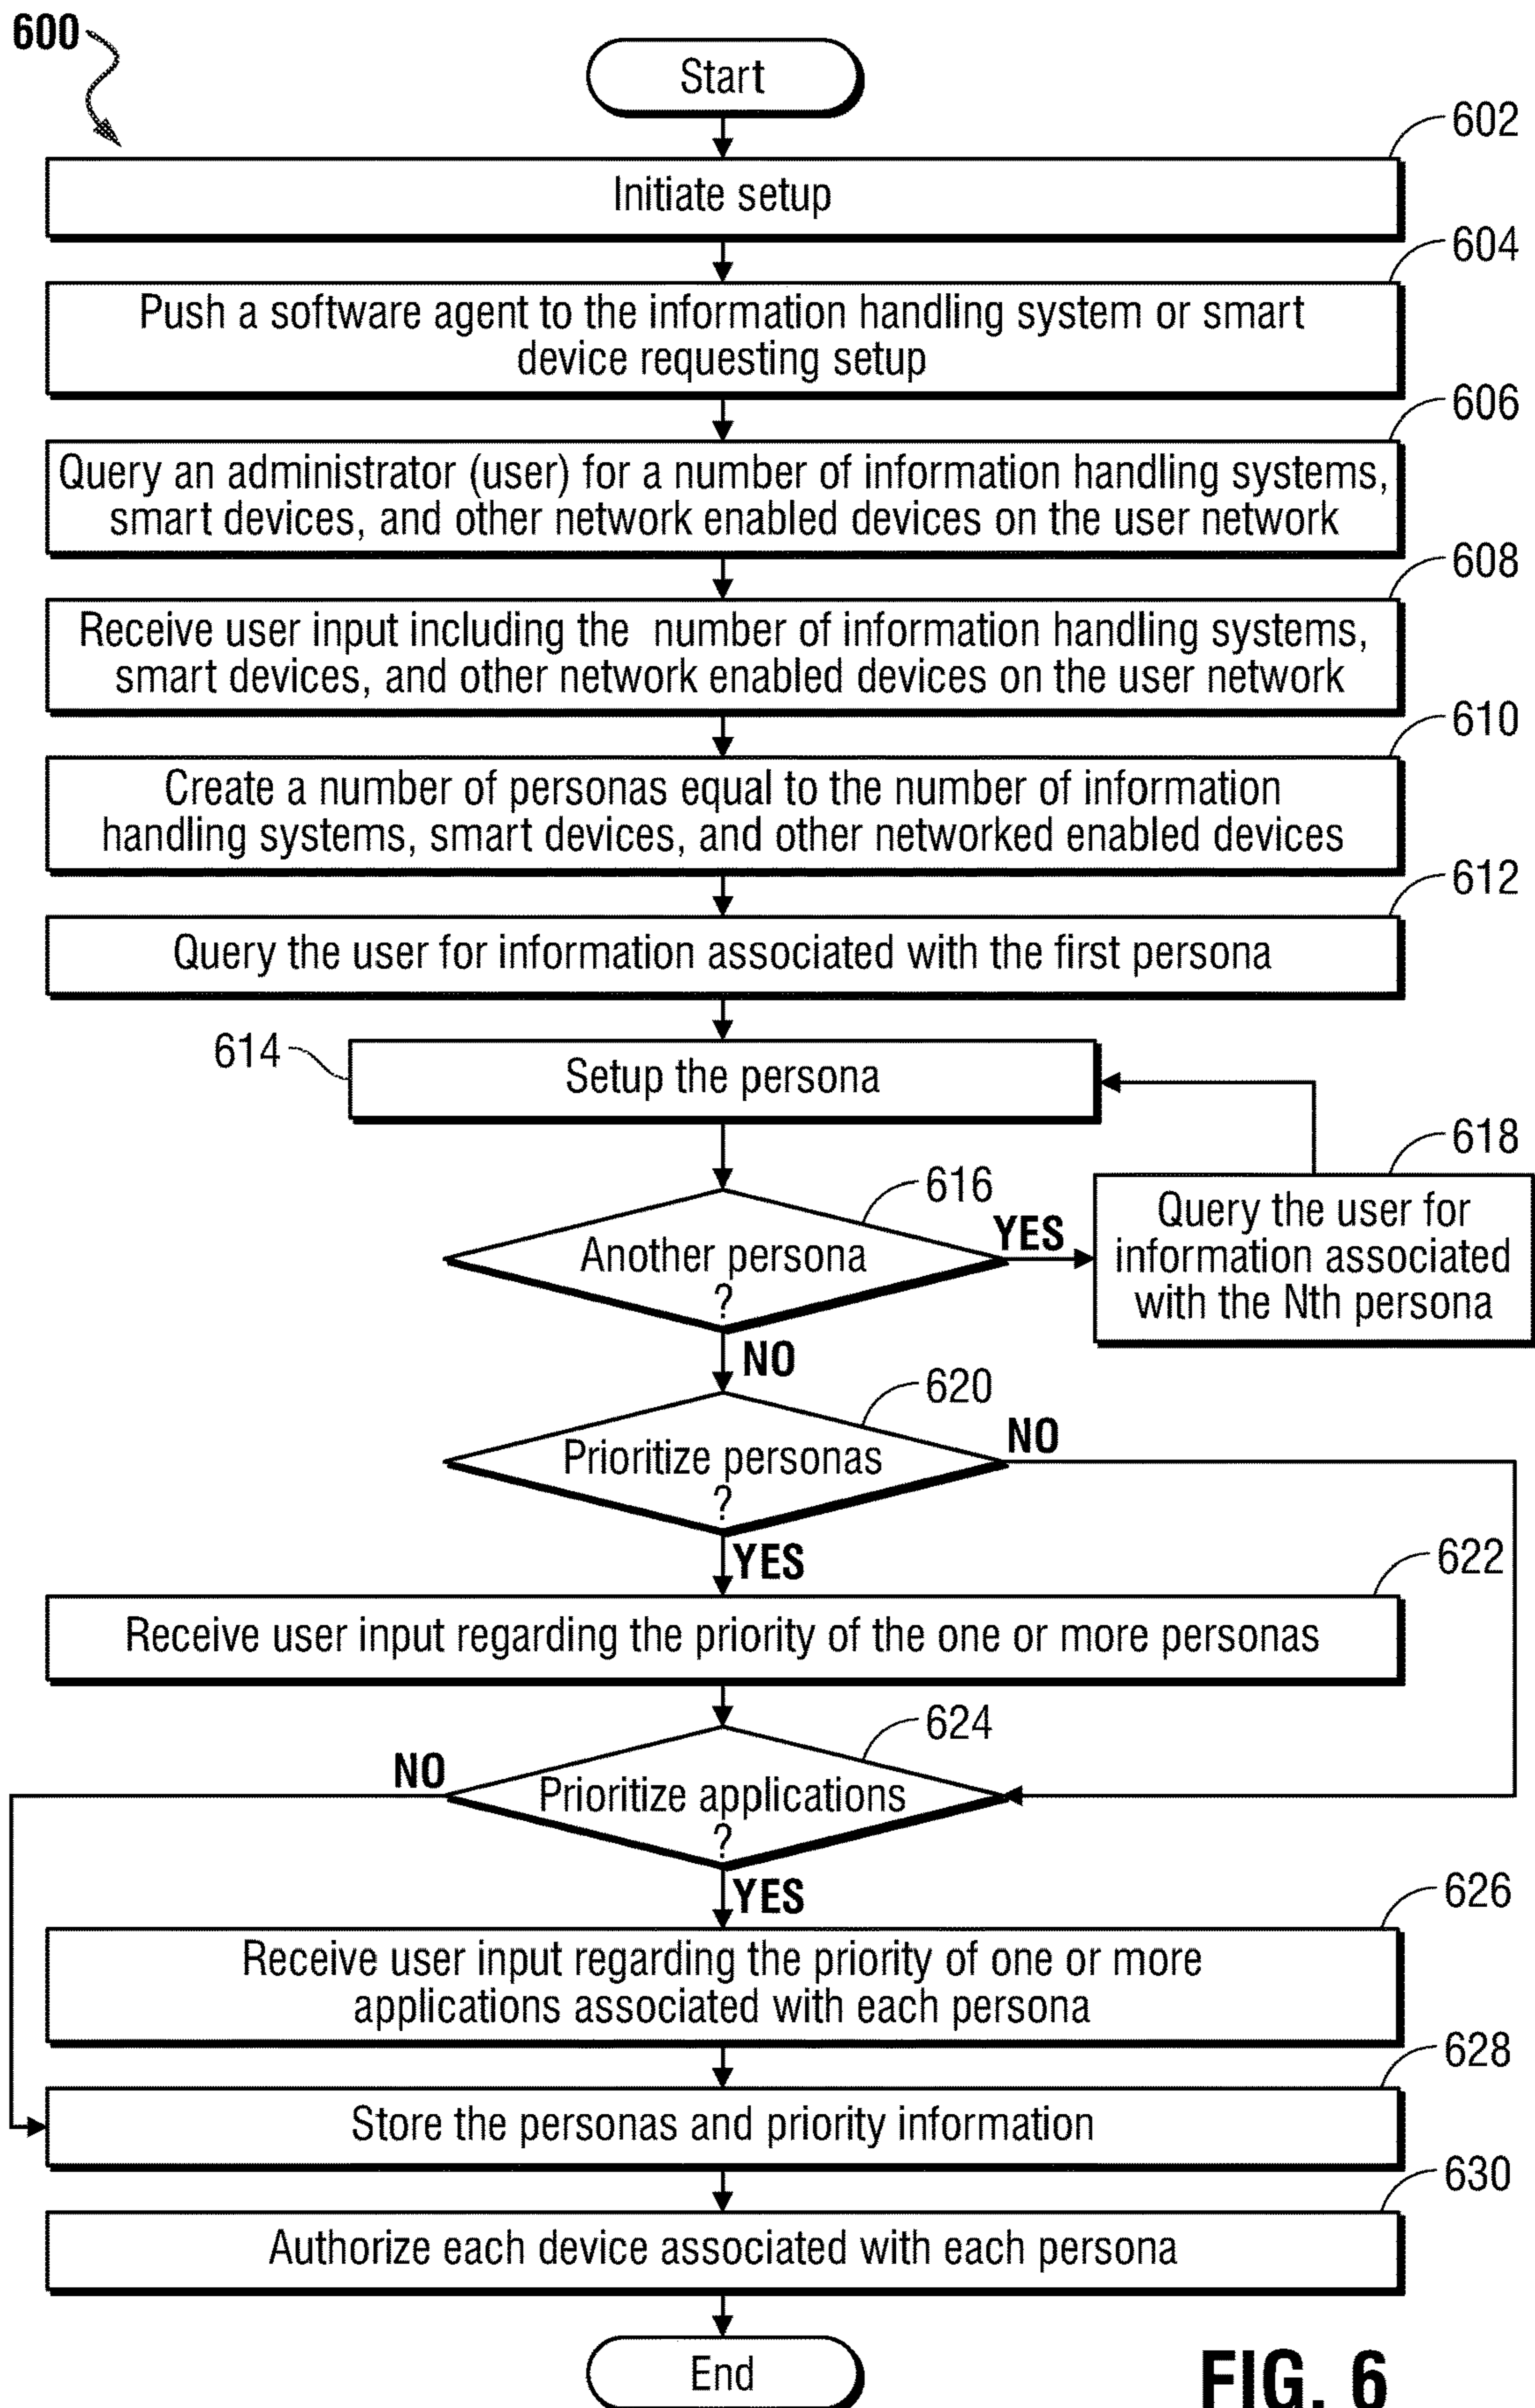 600
Start
602
Initiate setup
604
Push a software agent to the information handling system or smart
device requesting setup
606
Query an administrator (user) for a number of information handling systems,
smart devices, and other network enabled devices on the user network
608
Receive user input including the number of information handling systems,
smart devices, and other network enabled devices on the user network
610
Create a number of personas equal to the number of information
handling systems, smart devices, and other networked enabled devices
612
Query the user for information associated with the first persona
614
Setup the persona
616
Another persona
?
YES
618
Query the user for
information associated
with the Nth persona
NO
620
Prioritize personas
?
NO
YES
622
Receive user input regarding the priority of the one or more personas
624
Prioritize applications
?
NO
YES
626
Receive user input regarding the priority of one or more
applications associated with each persona
628
Store the personas and priority information
630
Authorize each device associated with each persona
End
FIG. 6